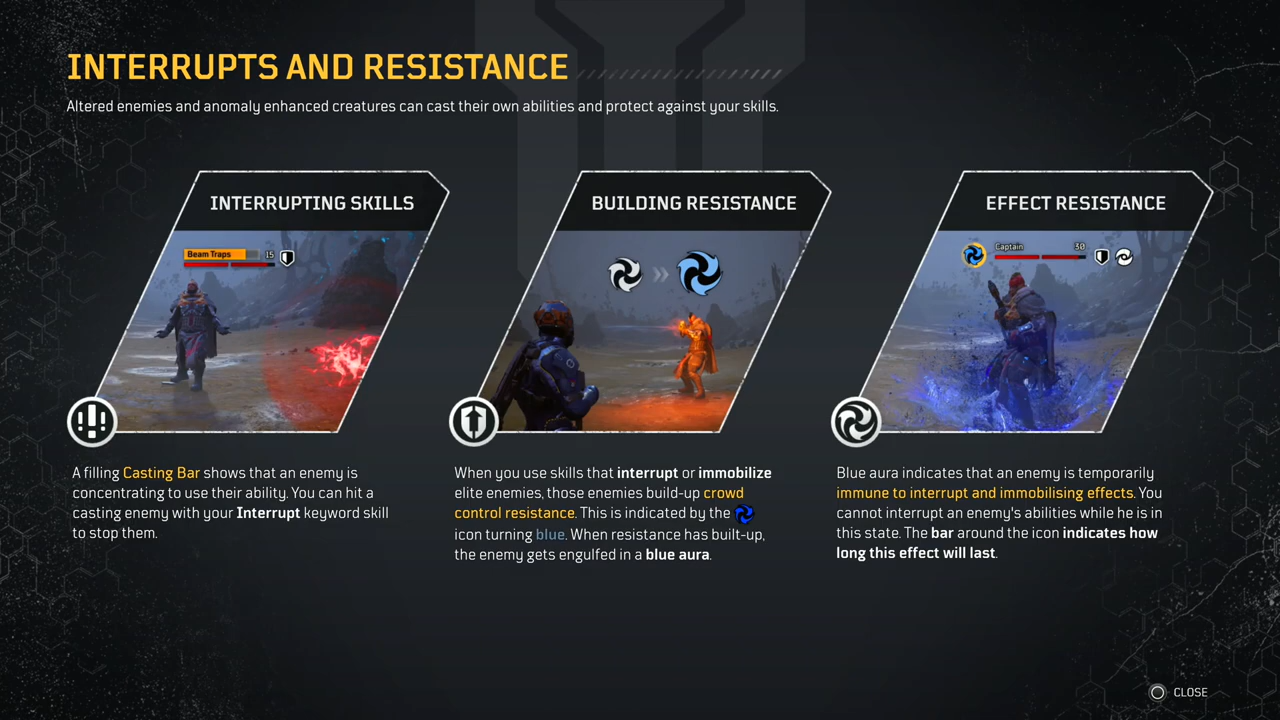 INTERRUPTS AND RESISTANCE
Altered enemies and anomaly enhanced creatures can cast their own abilities and protect against your skills.
INTERRUPTING SKILLS
Beam Traps 15
A filling Casting Bar shows that an enemy is
concentrating to use their ability. You can hit a
casting enemy with your Interrupt keyword skill
to stop them.
BUILDING RESISTANCE
When you use skills that interrupt or immobilize
elite enemies, those enemies build-up crowd
control resistance. This is indicated by the
icon turning blue. When resistance has built-up,
the enemy gets engulfed in a blue aura.
EFFECT RESISTANCE
Captain 30
Blue aura indicates that an enemy is temporarily
immune to interrupt and immobilising effects. You
cannot interrupt an enemy's abilities while he is in
this state. The bar around the icon indicates how
long this effect will last.
CLOSE